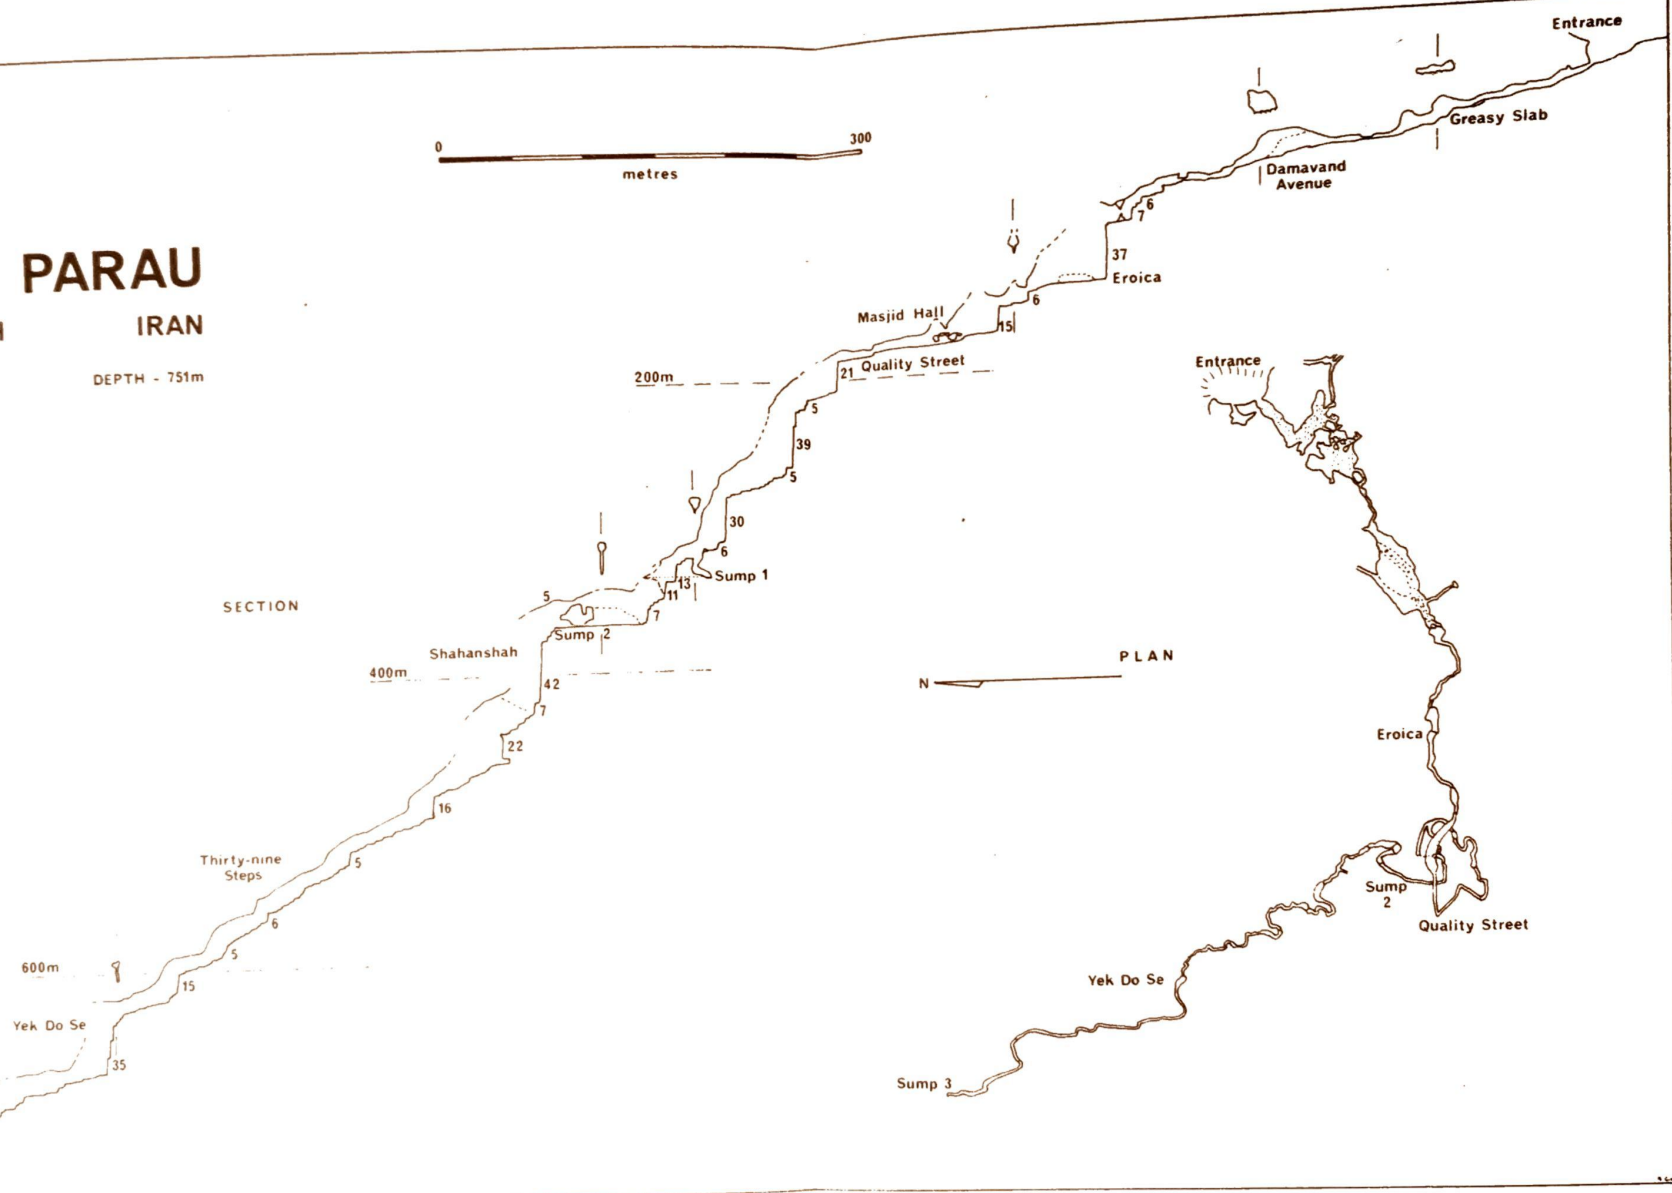 Entrance
0 300
metres
Greasy Slab
Damavand
Avenue
6
7
37
Eroica
6
15
PARAU
IRAN
DEPTH - 751m
Masjid Hall
Quality Street
200m
21
5
39
5
30
6
Sump 1
13
11
7
5
Sump 2
SECTION
Shahanshah
400m
42
7
22
16
Thirty-nine
Steps
5
6
5
600m
15
Yek Do Se
35
Entrance
PLAN
N
Eroica
Sump
2
Quality Street
Yek Do Se
Sump 3